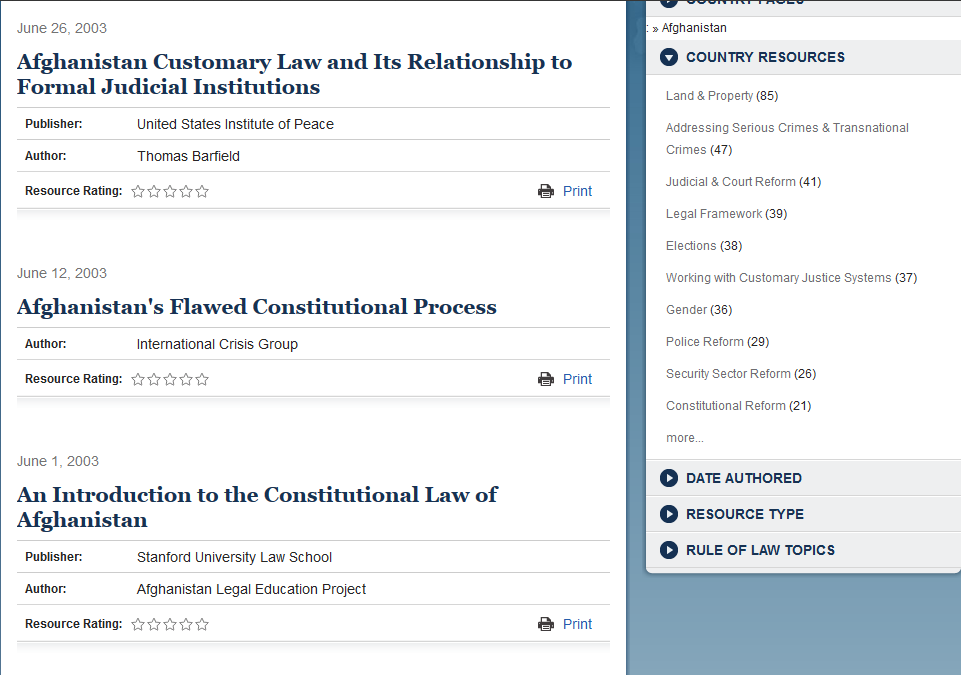 June 26, 2003
Afghanistan Customary Law and Its Relationship to
Formal Judicial Institutions
Publisher: United States Institute of Peace
Author: Thomas Barfield
Resource Rating: Print
June 12, 2003
Afghanistan's Flawed Constitutional Process
Author: International Crisis Group
Resource Rating: Print
June 1, 2003
An Introduction to the Constitutional Law of
Afghanistan
Publisher: Stanford University Law School
Author: Afghanistan Legal Education Project
Resource Rating: Print
COUNTRY PAGES
: » Afghanistan
COUNTRY RESOURCES
Land & Property (85)
Addressing Serious Crimes & Transnational
Crimes (47)
Judicial & Court Reform (41)
Legal Framework (39)
Elections (38)
Working with Customary Justice Systems (37)
Gender (36)
Police Reform (29)
Security Sector Reform (26)
Constitutional Reform (21)
more...
DATE AUTHORED
RESOURCE TYPE
RULE OF LAW TOPICS